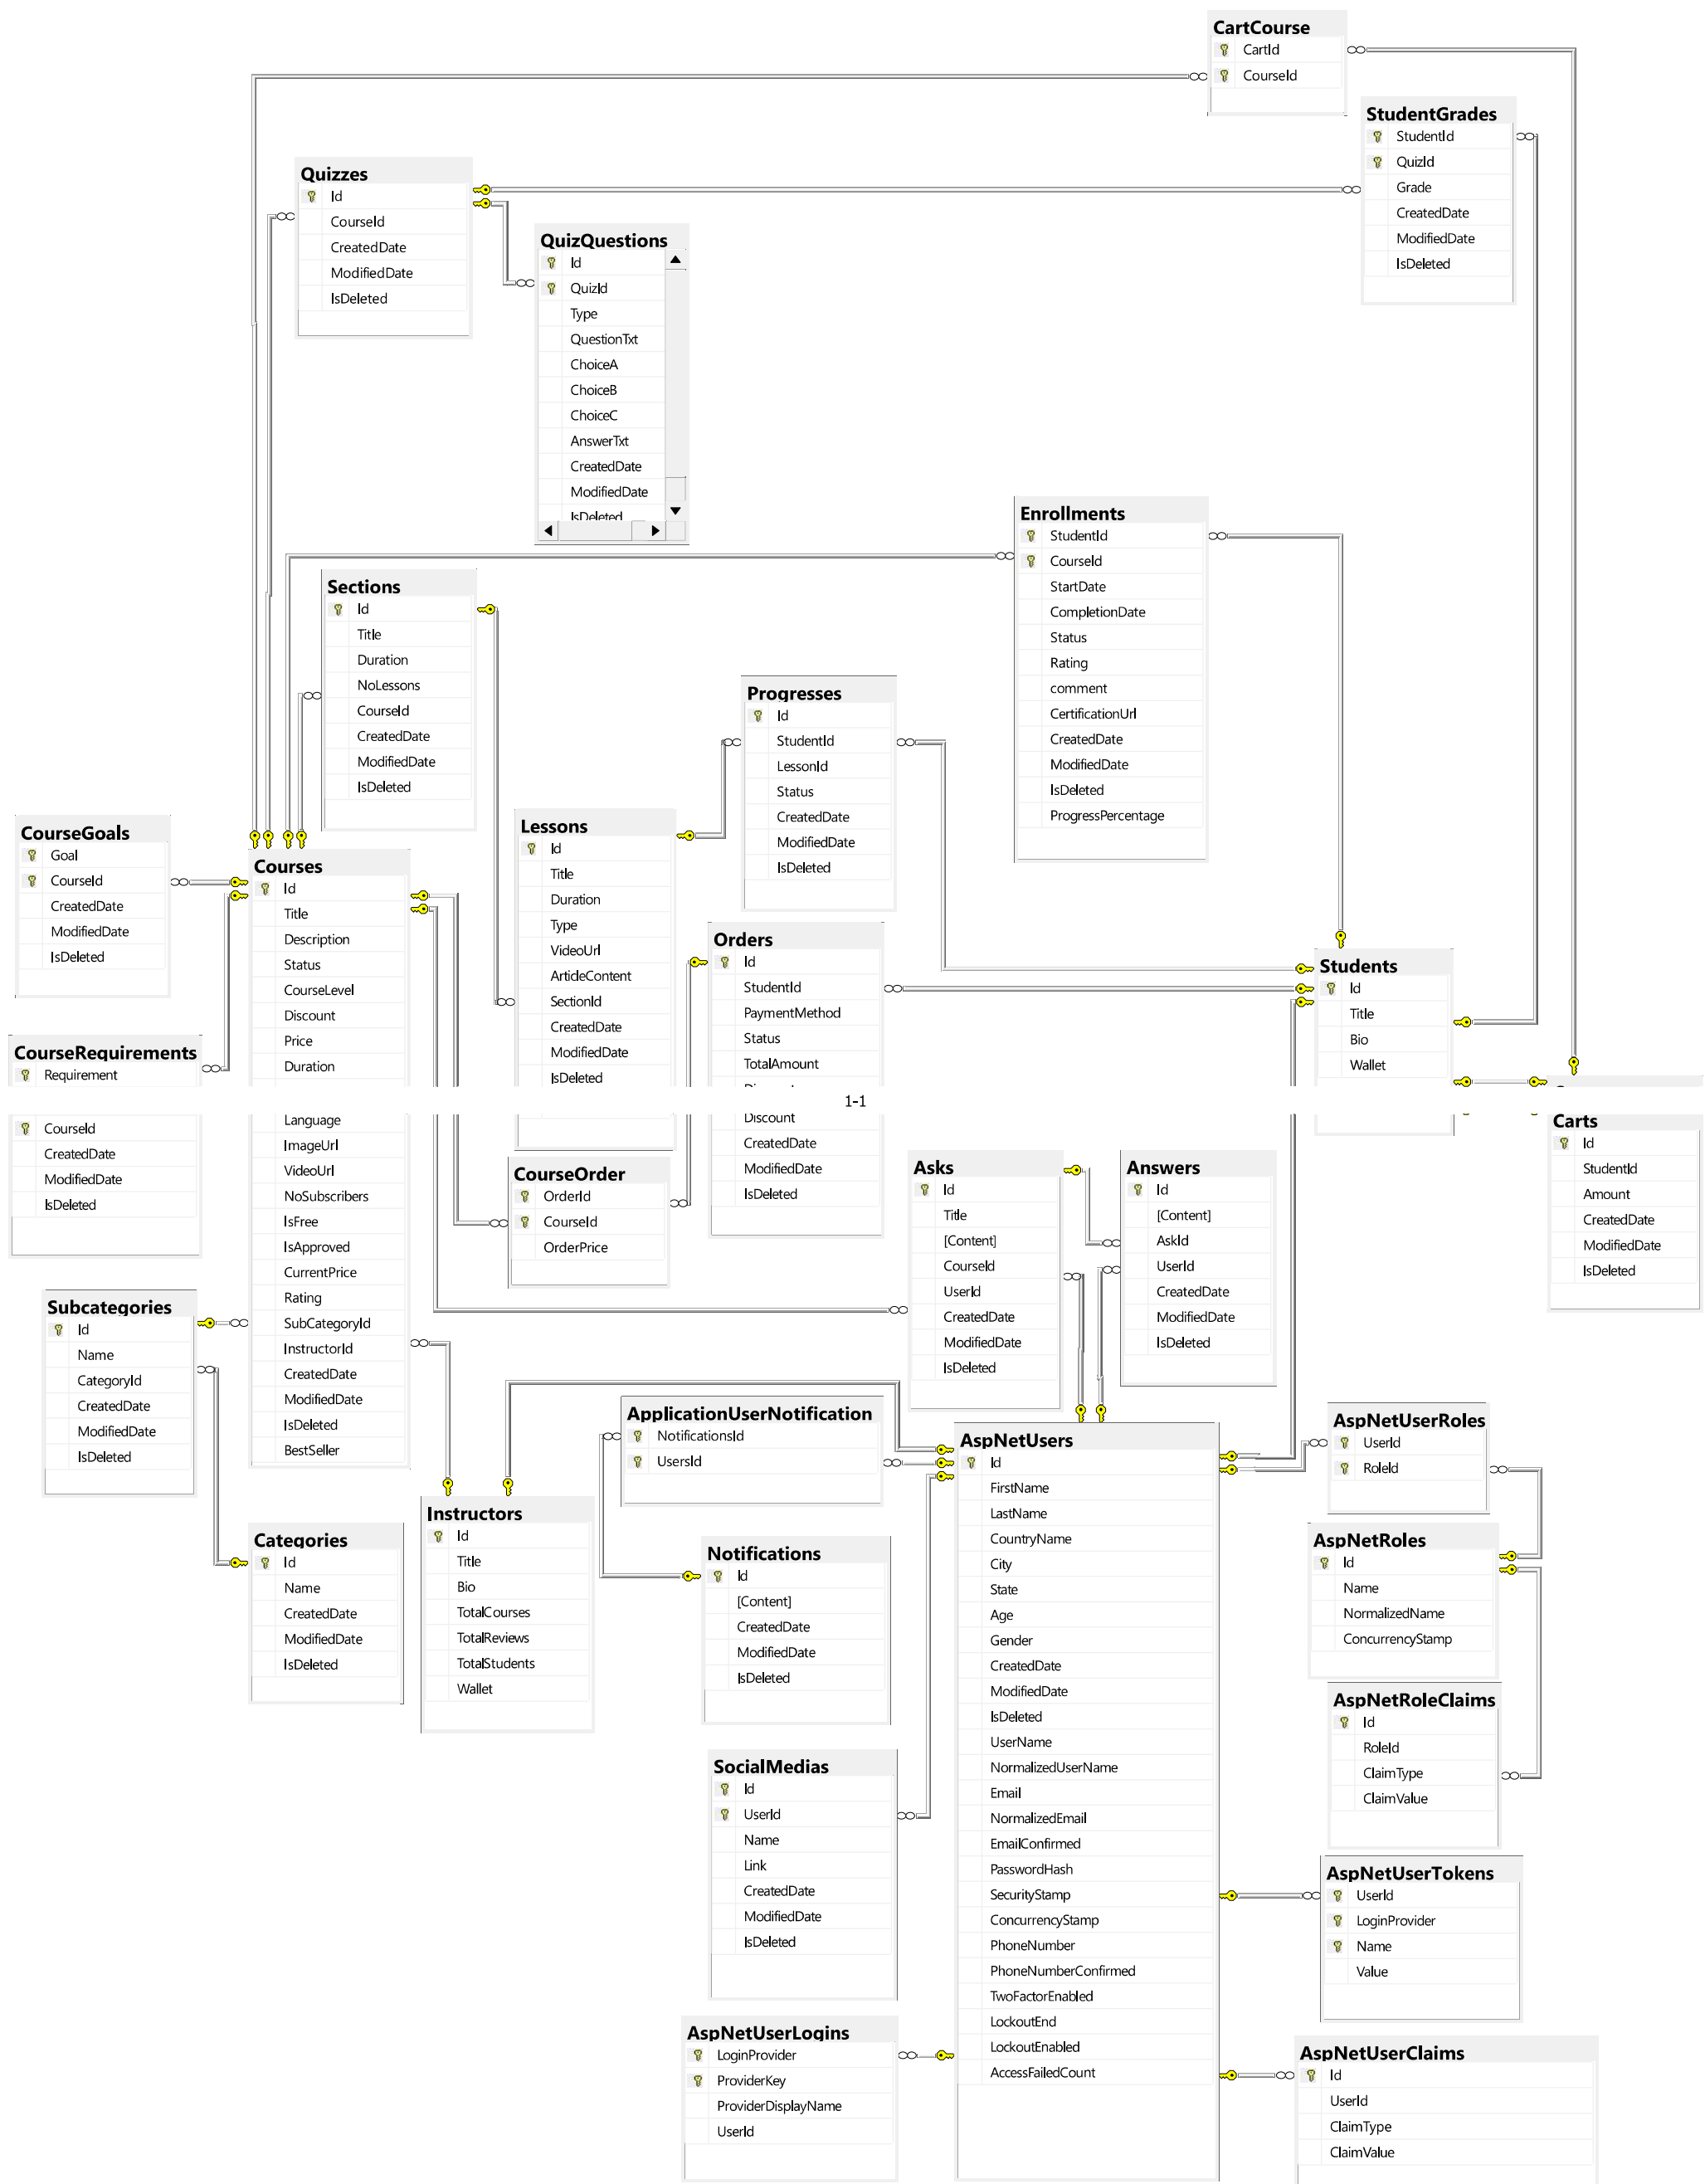 CartCourse
CartId
CourseId
StudentGrades
StudentId
QuizId
Grade
CreatedDate
ModifiedDate
IsDeleted
Quizzes
Id
CourseId
CreatedDate
ModifiedDate
IsDeleted
QuizQuestions
Id
QuizId
Type
QuestionTxt
ChoiceA
ChoiceB
ChoiceC
AnswerTxt
CreatedDate
ModifiedDate
IsDeleted
Enrollments
StudentId
CourseId
StartDate
CompletionDate
Status
Rating
comment
CertificationUrl
CreatedDate
ModifiedDate
IsDeleted
ProgressPercentage
Sections
Id
Title
Duration
NoLessons
CourseId
CreatedDate
ModifiedDate
IsDeleted
Progresses
Id
StudentId
LessonId
Status
CreatedDate
ModifiedDate
IsDeleted
CourseGoals
Goal
CourseId
CreatedDate
ModifiedDate
IsDeleted
Courses
Id
Title
Description
Status
CourseLevel
Discount
Price
Duration
Lessons
Id
Title
Duration
Type
VideoUrl
ArticleContent
SectionId
CreatedDate
ModifiedDate
IsDeleted
Orders
Id
StudentId
PaymentMethod
Status
TotalAmount
Students
Id
Title
Bio
Wallet
CourseRequirements
Requirement
1-1
CourseId
CreatedDate
ModifiedDate
IsDeleted
Language
ImageUrl
VideoUrl
NoSubscribers
IsFree
IsApproved
CurrentPrice
Rating
SubCategoryId
InstructorId
CreatedDate
ModifiedDate
IsDeleted
BestSeller
Discount
CreatedDate
ModifiedDate
IsDeleted
Carts
Id
StudentId
Amount
CreatedDate
ModifiedDate
IsDeleted
CourseOrder
OrderId
CourseId
OrderPrice
Asks
Id
Title
[Content]
CourseId
UserId
CreatedDate
ModifiedDate
IsDeleted
Answers
Id
[Content]
AskId
UserId
CreatedDate
ModifiedDate
IsDeleted
Subcategories
Id
Name
CategoryId
CreatedDate
ModifiedDate
IsDeleted
ApplicationUserNotification
NotificationsId
UsersId
AspNetUsers
Id
FirstName
LastName
CountryName
City
State
Age
Gender
CreatedDate
ModifiedDate
IsDeleted
UserName
NormalizedUserName
Email
NormalizedEmail
EmailConfirmed
PasswordHash
SecurityStamp
ConcurrencyStamp
PhoneNumber
PhoneNumberConfirmed
TwoFactorEnabled
LockoutEnd
LockoutEnabled
AccessFailedCount
AspNetUserRoles
UserId
RoleId
Instructors
Id
Title
Bio
TotalCourses
TotalReviews
TotalStudents
Wallet
Categories
Id
Name
CreatedDate
ModifiedDate
IsDeleted
Notifications
Id
[Content]
CreatedDate
ModifiedDate
IsDeleted
AspNetRoles
Id
Name
NormalizedName
ConcurrencyStamp
AspNetRoleClaims
Id
RoleId
ClaimType
ClaimValue
SocialMedias
Id
UserId
Name
Link
CreatedDate
ModifiedDate
IsDeleted
AspNetUserTokens
UserId
LoginProvider
Name
Value
AspNetUserLogins
LoginProvider
ProviderKey
ProviderDisplayName
UserId
AspNetUserClaims
Id
UserId
ClaimType
ClaimValue